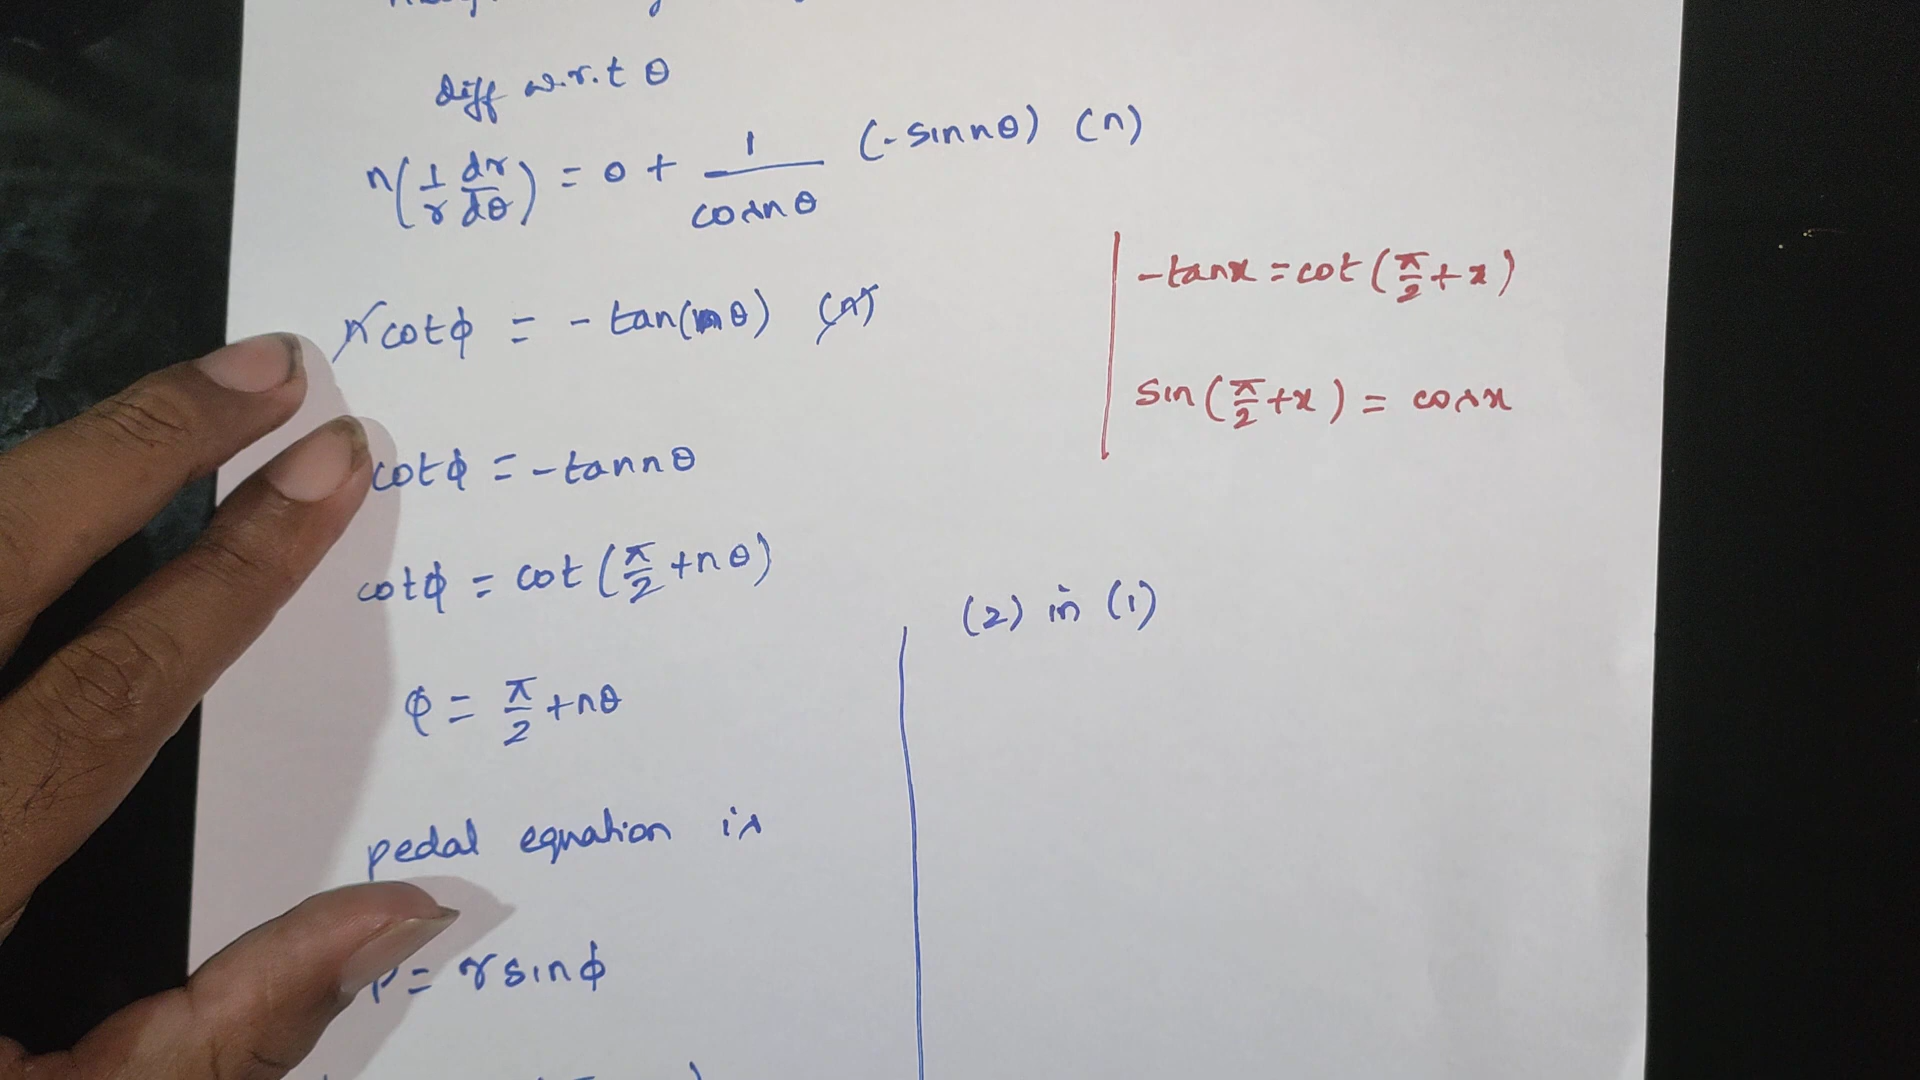 diff w.r.t θ
n(1/r dr/dθ) = 0 + 1/cosnθ (-sinnθ) (n)
n cotφ = - tan(nθ) (n)
cotφ = -tannθ
cotφ = cot(π/2 +nθ)
φ = π/2 +nθ
pedal equation is
p = r sinφ
-tanx = cot(π/2 + x)
sin(π/2 +x) = cosx
(2) in (1)